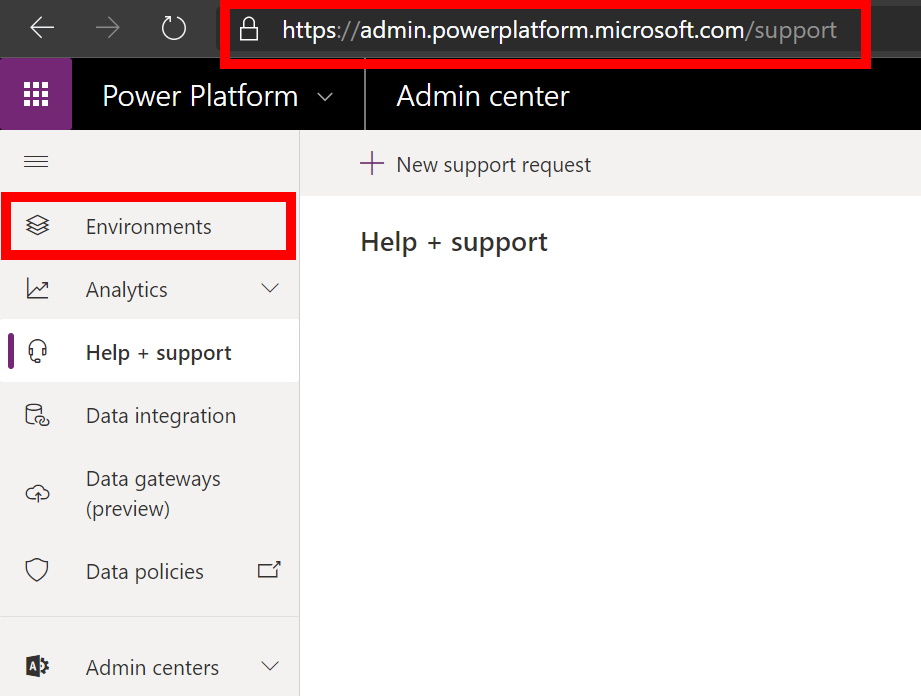 https://admin.powerplatform.microsoft.com/support
Power Platform
Admin center
New support request
Environments
Help + support
Analytics
Help + support
Data integration
Data gateways
(preview)
Data policies
Admin centers